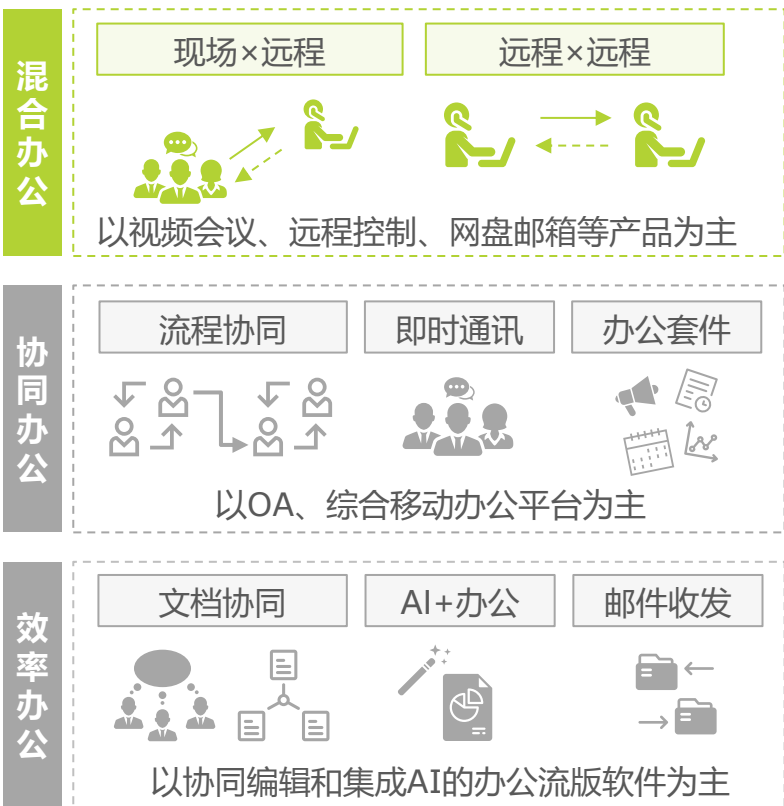 混合办公
现场×远程
远程×远程
以视频会议、远程控制、网盘邮箱等产品为主
协同办公
流程协同
即时通讯
办公套件
以OA、综合移动办公平台为主
效率办公
文档协同
AI+办公
邮件收发
以协同编辑和集成AI的办公流版软件为主